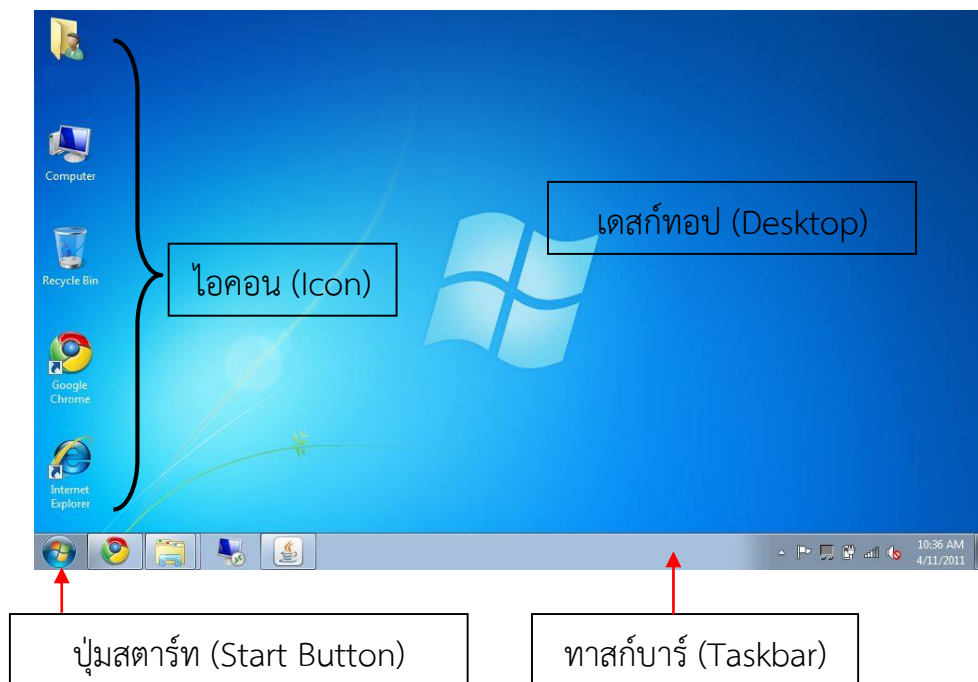 Computer
เดสก์ทอป (Desktop)
Recycle Bin
ไอคอน (Icon)
Google
Chrome
Internet
Explorer
10:36 AM
4/11/2011
ปุ่มสตาร์ท (Start Button)
ทาสก์บาร์ (Taskbar)